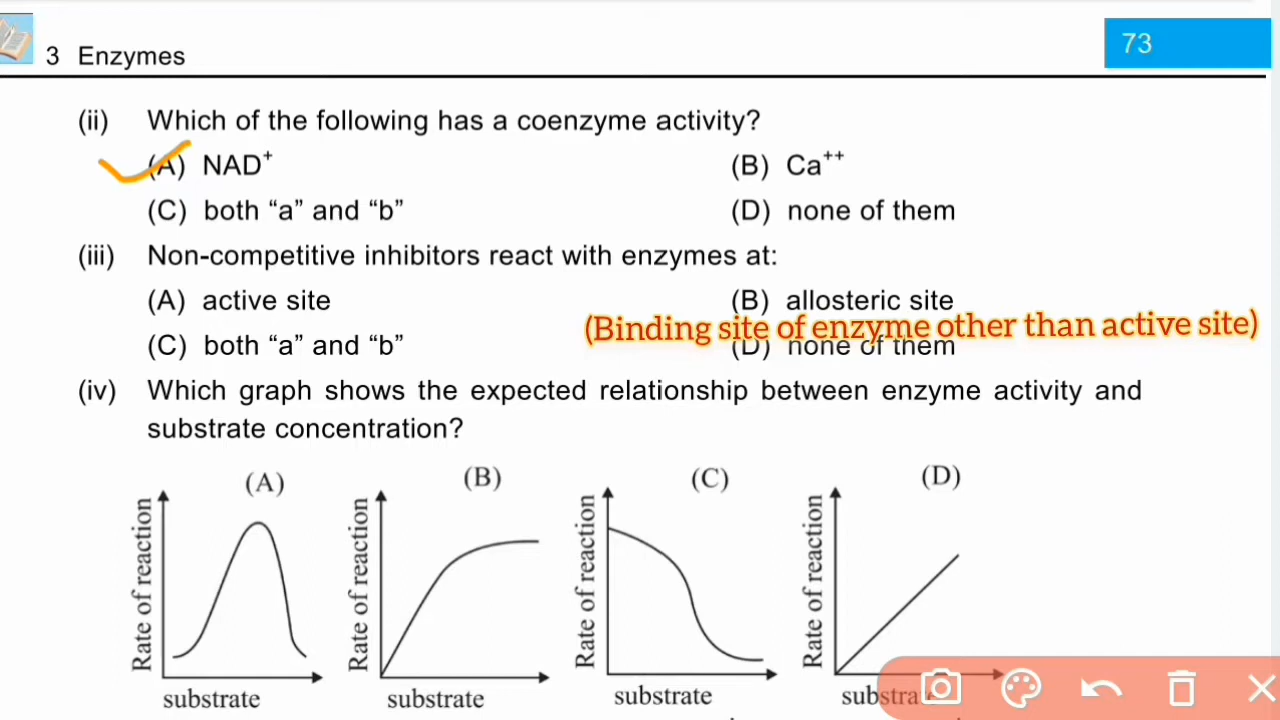 3 Enzymes
73
(ii) Which of the following has a coenzyme activity?
(A) NAD⁺ (B) Ca⁺⁺
(C) both “a” and “b” (D) none of them
(iii) Non-competitive inhibitors react with enzymes at:
(A) active site (B) allosteric site
(Binding site of enzyme other than active site)
(C) both “a” and “b” (D) none of them
(iv) Which graph shows the expected relationship between enzyme activity and
substrate concentration?
(A) (B) (C) (D)
Rate of reaction Rate of reaction Rate of reaction Rate of reaction
substrate substrate substrate